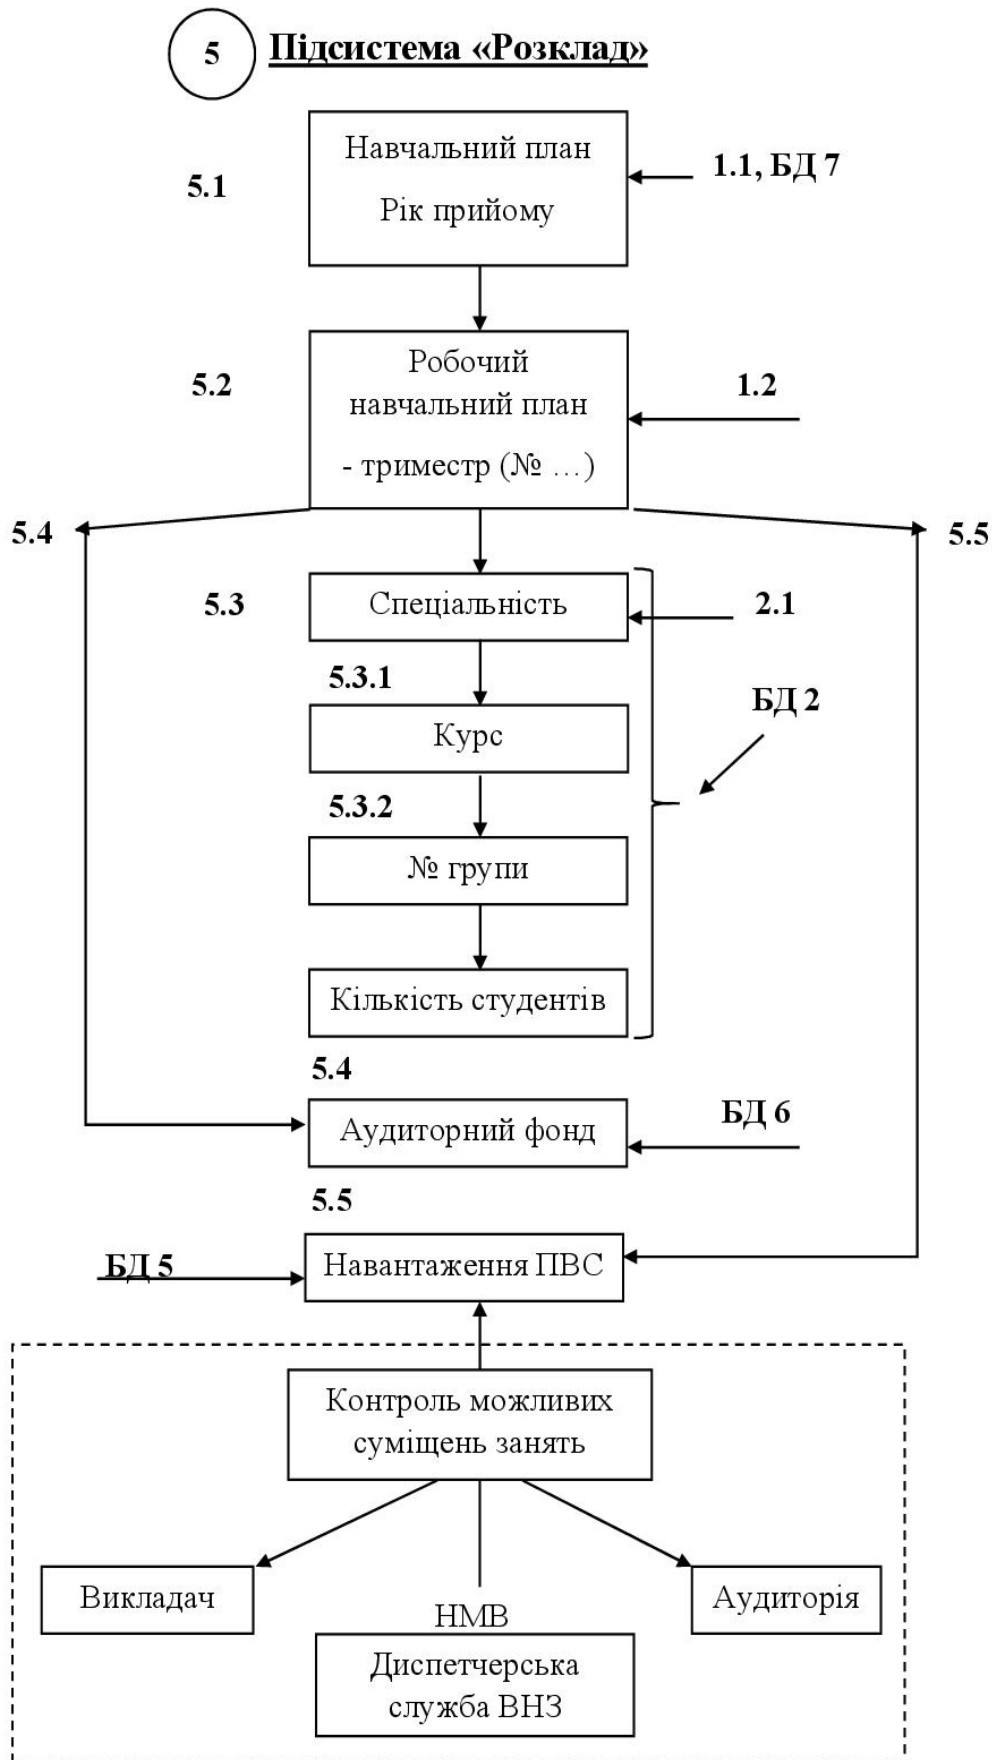 5 Підсистема «Розклад»
Навчальний план
1.1, БД 7
5.1
Рік прийому
Робочий
5.2
1.2
навчальний план
- триместр (№ ...)
5.4
5.5
5.3
Спеціальність
2.1
5.3.1
БД 2
Курс
5.3.2
№ групи
Кількість студентів
5.4
БД 6
Аудиторний фонд
5.5
БД 5
Навантаження ПВС
Контроль можливих
суміщень занять
Викладач
Аудиторія
НМВ
Диспетчерська
служба ВНЗ